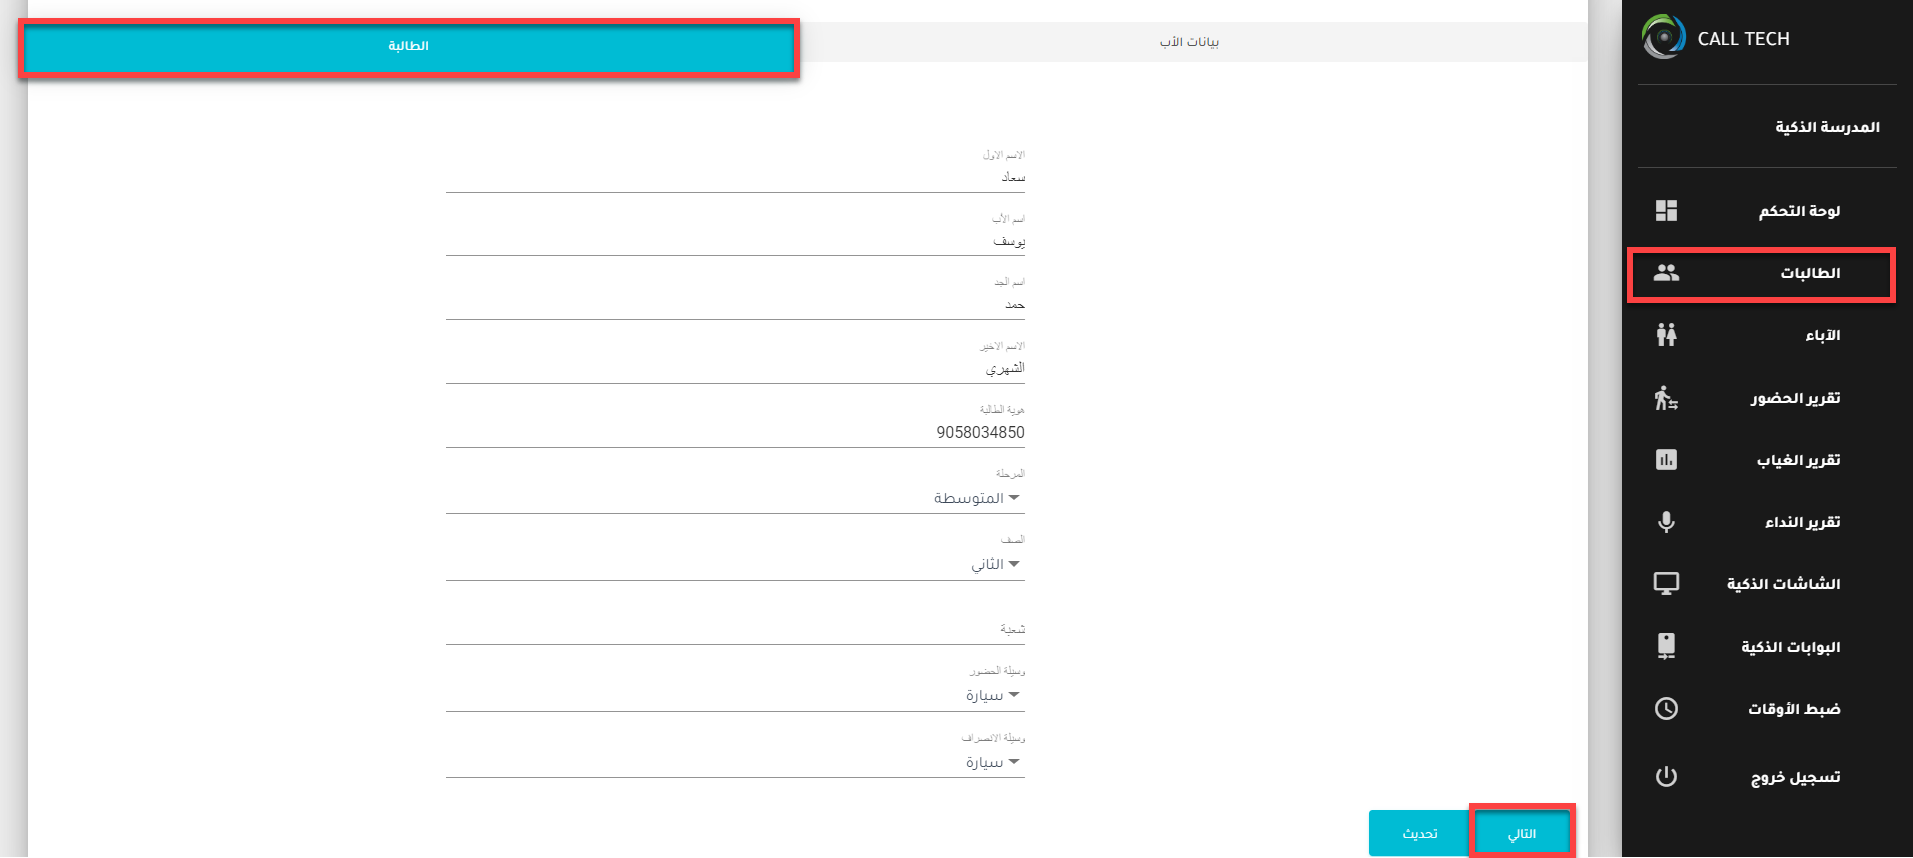 CALL TECH
المدرسة الذكية
لوحة التحكم
الطالبات
الآباء
تقرير الحضور
تقرير الغياب
تقرير النداء
الشاشات الذكية
البوابات الذكية
ضبط الأوقات
تسجيل خروج
بيانات الأب
الطالبة
الاسم الاول
سعاد
اسم الأب
يوسف
اسم الجد
حمد
الاسم الاخير
الشهري
هوية الطالبة
9058034850
المرحلة
المتوسطة
الصف
الثاني
شعبة
وسيلة الحضور
سيارة
وسيلة الانصراف
سيارة
التالي
تحديث